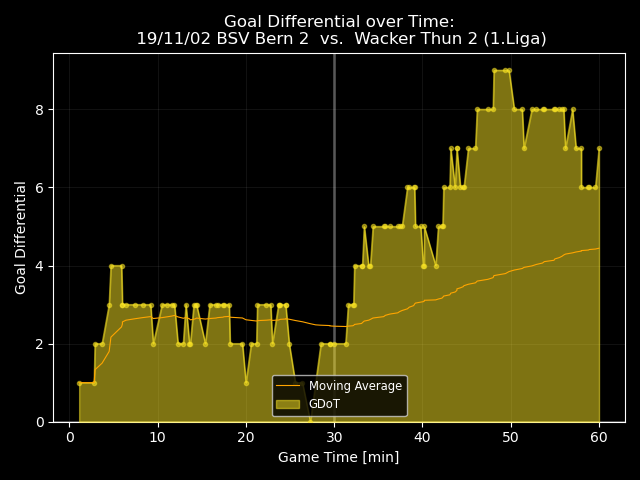 Goal Differential over Time:
19/11/02 BSV Bern 2  vs.  Wacker Thun 2 (1.Liga)
Goal Differential
8
6
4
2
0
Moving Average
GDoT
0 10 20 30 40 50 60
Game Time [min]